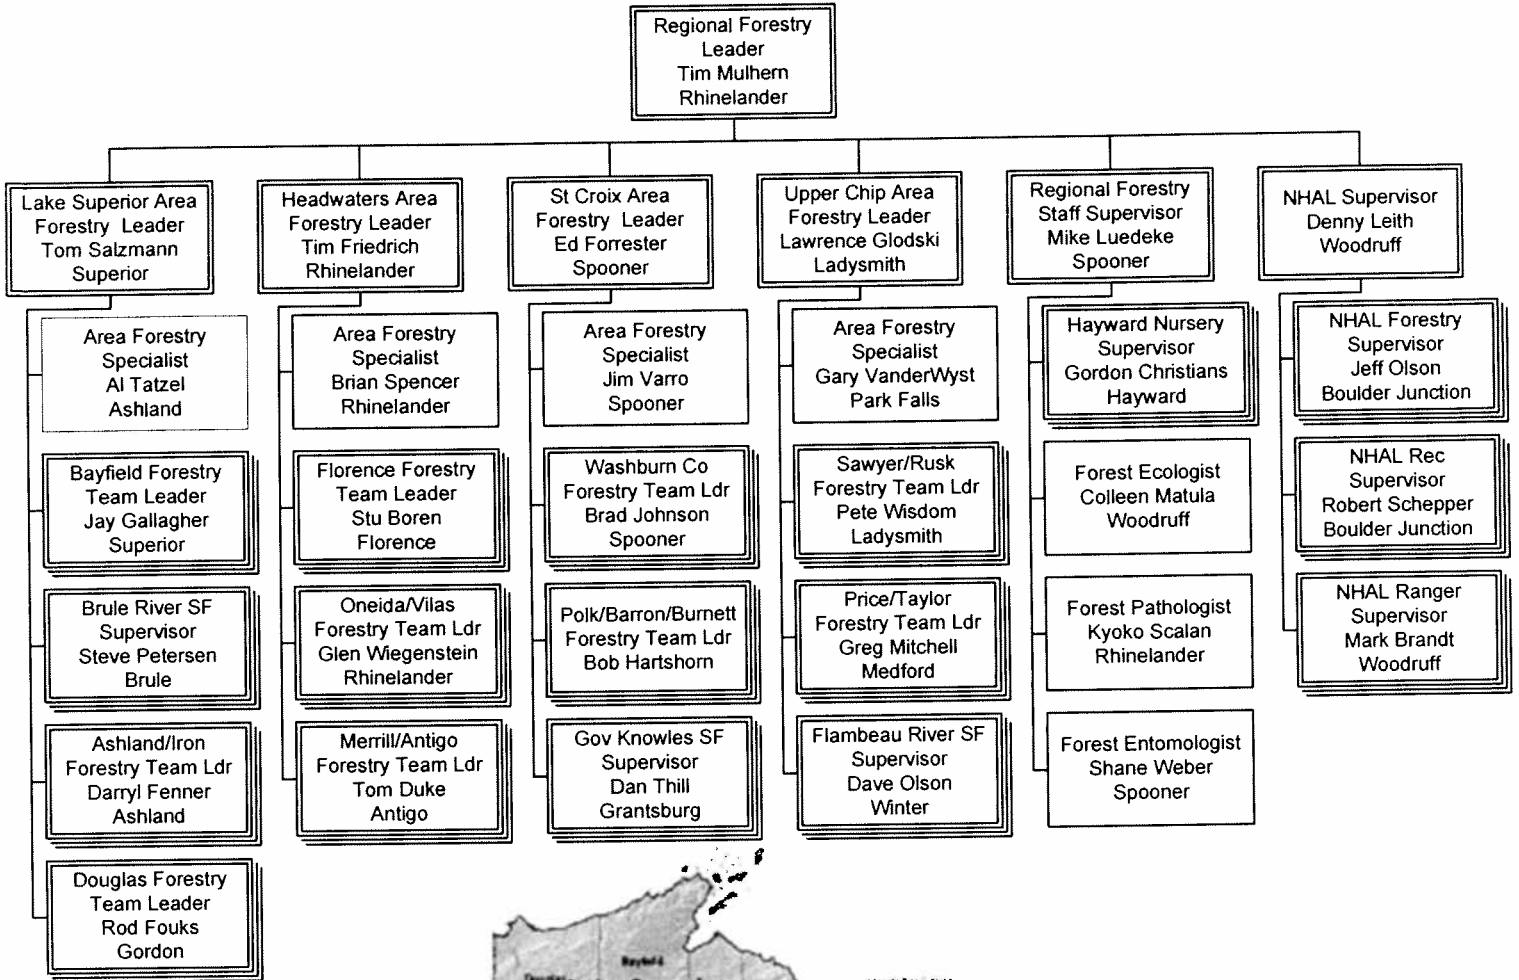 Regional Forestry
Leader
Tim Mulhern
Rhinelander
Lake Superior Area
Forestry Leader
Tom Salzmann
Superior
Area Forestry
Specialist
Al Tatzel
Ashland
Bayfield Forestry
Team Leader
Jay Gallagher
Superior
Brule River SF
Supervisor
Steve Petersen
Brule
Ashland/Iron
Forestry Team Ldr
Darryl Fenner
Ashland
Douglas Forestry
Team Leader
Rod Fouks
Gordon
Headwaters Area
Forestry Leader
Tim Friedrich
Rhinelander
Area Forestry
Specialist
Brian Spencer
Rhinelander
Florence Forestry
Team Leader
Stu Boren
Florence
Oneida/Vilas
Forestry Team Ldr
Glen Wiegenstein
Rhinelander
Merrill/Antigo
Forestry Team Ldr
Tom Duke
Antigo
St Croix Area
Forestry Leader
Ed Forrester
Spooner
Area Forestry
Specialist
Jim Varro
Spooner
Washburn Co
Forestry Team Ldr
Brad Johnson
Spooner
Polk/Barron/Burnett
Forestry Team Ldr
Bob Hartshorn
Gov Knowles SF
Supervisor
Dan Thill
Grantsburg
Upper Chip Area
Forestry Leader
Lawrence Glodski
Ladysmith
Area Forestry
Specialist
Gary VanderWyst
Park Falls
Sawyer/Rusk
Forestry Team Ldr
Pete Wisdom
Ladysmith
Price/Taylor
Forestry Team Ldr
Greg Mitchell
Medford
Flambeau River SF
Supervisor
Dave Olson
Winter
Regional Forestry
Staff Supervisor
Mike Luedeke
Spooner
Hayward Nursery
Supervisor
Gordon Christians
Hayward
Forest Ecologist
Colleen Matula
Woodruff
Forest Pathologist
Kyoko Scalan
Rhinelander
Forest Entomologist
Shane Weber
Spooner
NHAL Supervisor
Denny Leith
Woodruff
NHAL Forestry
Supervisor
Jeff Olson
Boulder Junction
NHAL Rec
Supervisor
Robert Schepper
Boulder Junction
NHAL Ranger
Supervisor
Mark Brandt
Woodruff
Bayfield